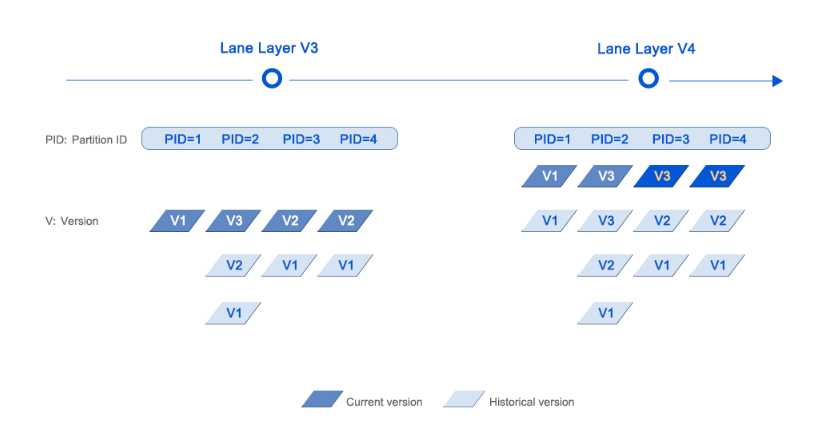 Lane Layer V3 Lane Layer V4
PID: Partition ID PID=1 PID=2 PID=3 PID=4 PID=1 PID=2 PID=3 PID=4
V1 V3 V3 V3
V: Version V1 V3 V2 V2 V1 V3 V2 V2
V2 V1 V1 V2 V1 V1
V1 V1
Current version Historical version